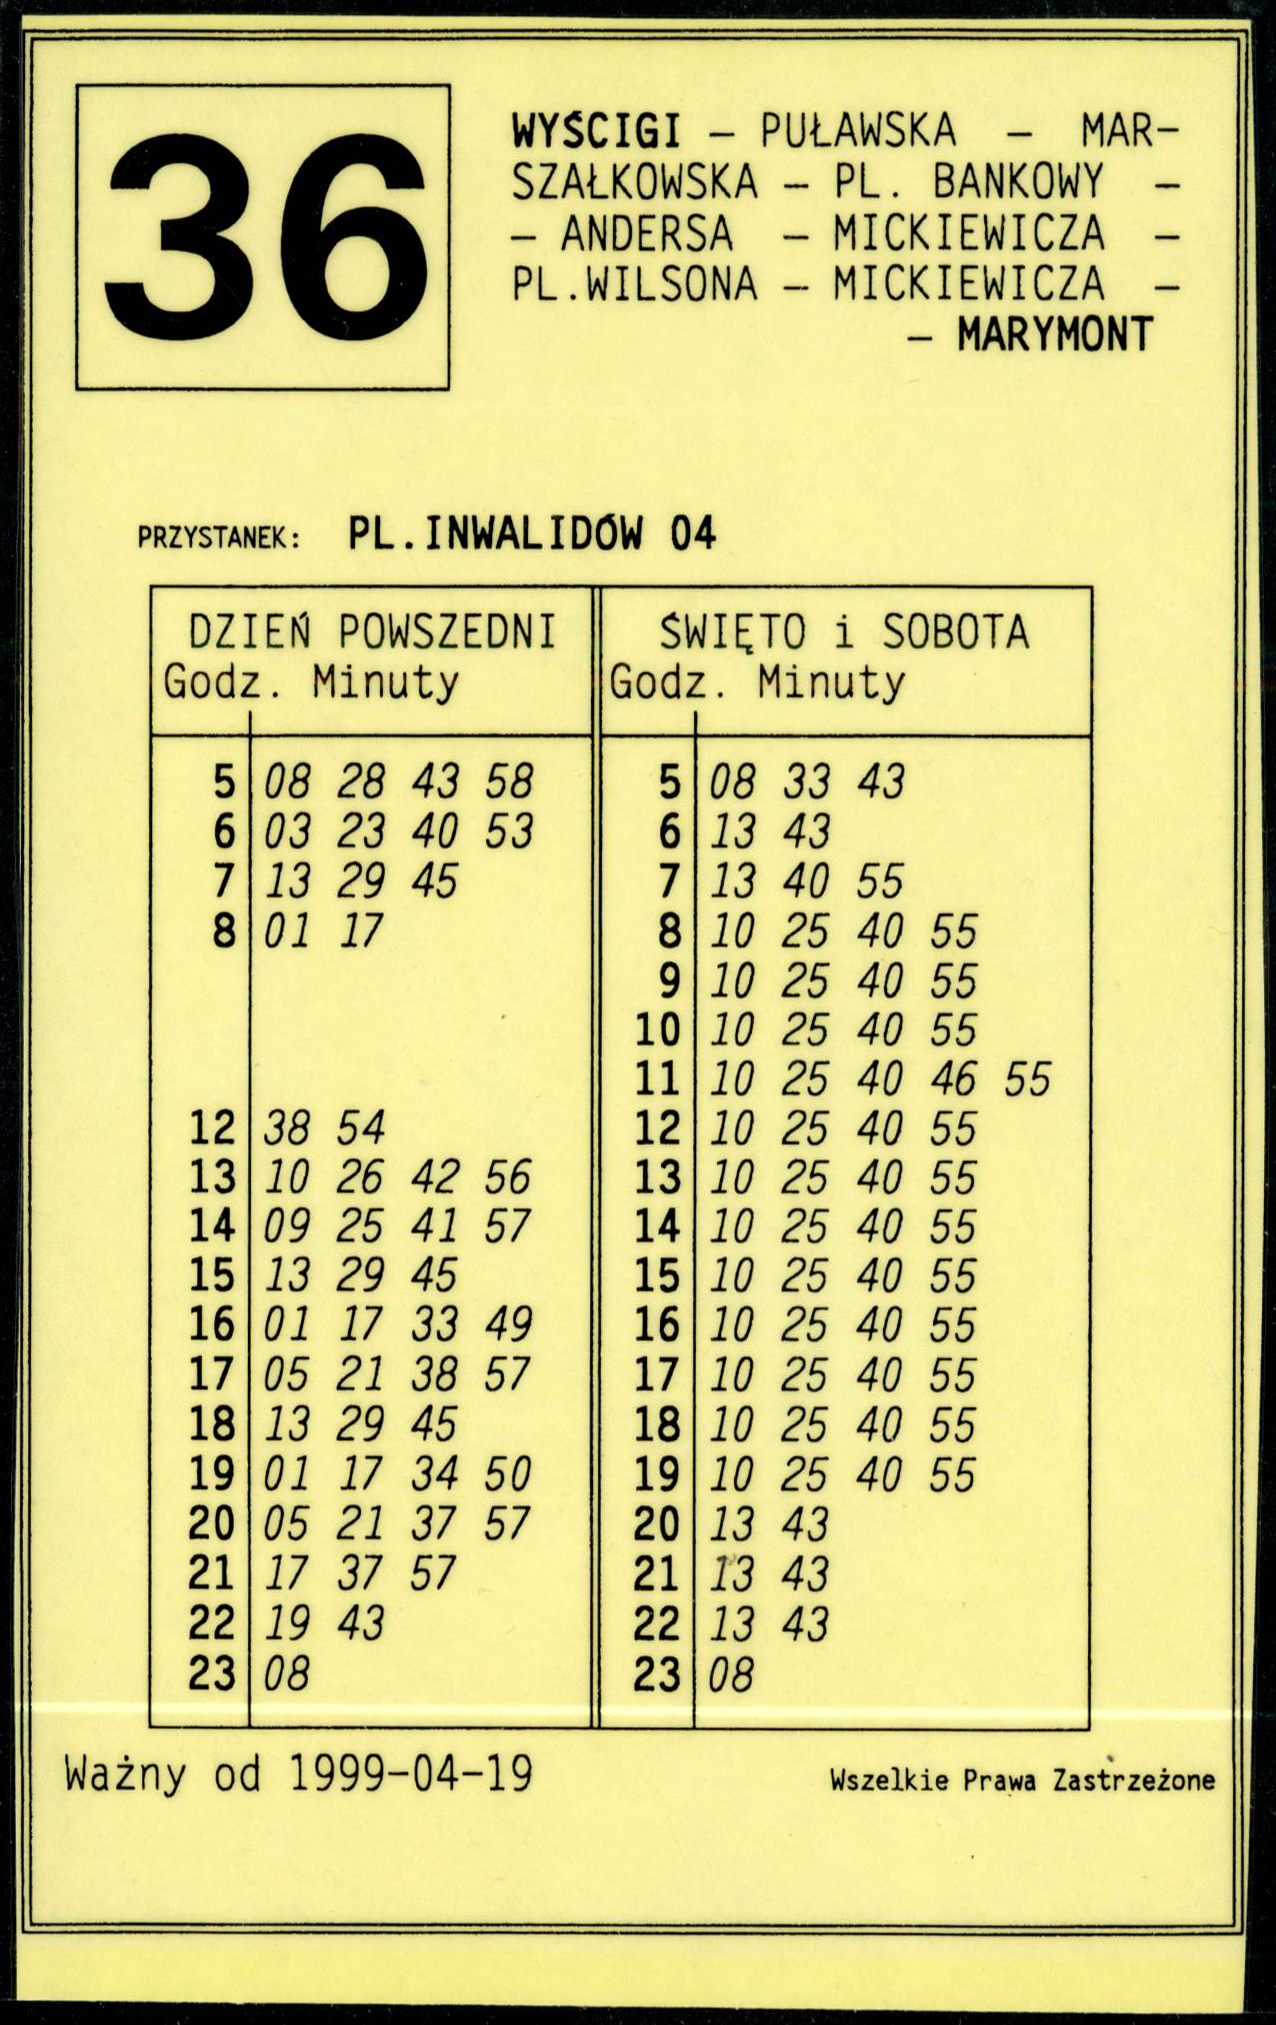 36
WYŚCIGI – PUŁAWSKA – MAR–
SZAŁKOWSKA – PL. BANKOWY –
– ANDERSA – MICKIEWICZA –
PL.WILSONA – MICKIEWICZA –
– MARYMONT
PRZYSTANEK: PL.INWALIDÓW 04
DZIEŃ POWSZEDNI
Godz. Minuty
5 08 28 43 58
6 03 23 40 53
7 13 29 45
8 01 17
12 38 54
13 10 26 42 56
14 09 25 41 57
15 13 29 45
16 01 17 33 49
17 05 21 38 57
18 13 29 45
19 01 17 34 50
20 05 21 37 57
21 17 37 57
22 19 43
23 08
ŚWIĘTO i SOBOTA
Godz. Minuty
5 08 33 43
6 13 43
7 13 40 55
8 10 25 40 55
9 10 25 40 55
10 10 25 40 55
11 10 25 40 46 55
12 10 25 40 55
13 10 25 40 55
14 10 25 40 55
15 10 25 40 55
16 10 25 40 55
17 10 25 40 55
18 10 25 40 55
19 10 25 40 55
20 13 43
21 13 43
22 13 43
23 08
Ważny od 1999–04–19
Wszelkie Prawa Zastrzeżone